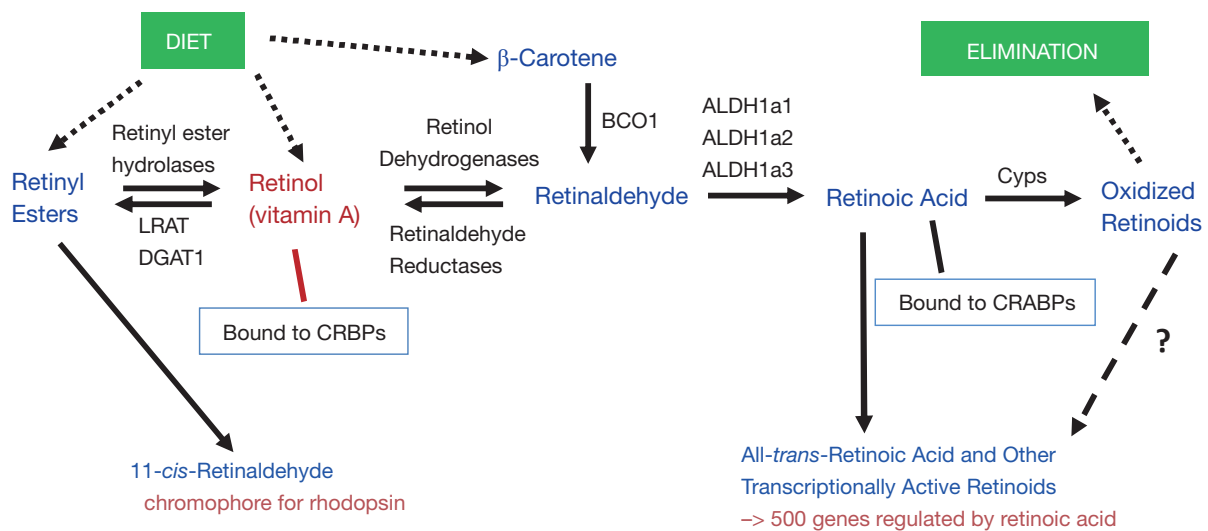 DIET
β-Carotene
ELIMINATION
Retinyl ester
hydrolases
Retinol
Dehydrogenases
BCO1
ALDH1a1
ALDH1a2
ALDH1a3
Retinyl
Esters
Retinol
(vitamin A)
Retinaldehyde
Retinoic Acid
Cyps
Oxidized
Retinoids
LRAT
DGAT1
Retinaldehyde
Reductases
Bound to CRBPs
Bound to CRABPs
?
11-cis-Retinaldehyde
chromophore for rhodopsin
All-trans-Retinoic Acid and Other
Transcriptionally Active Retinoids
–> 500 genes regulated by retinoic acid